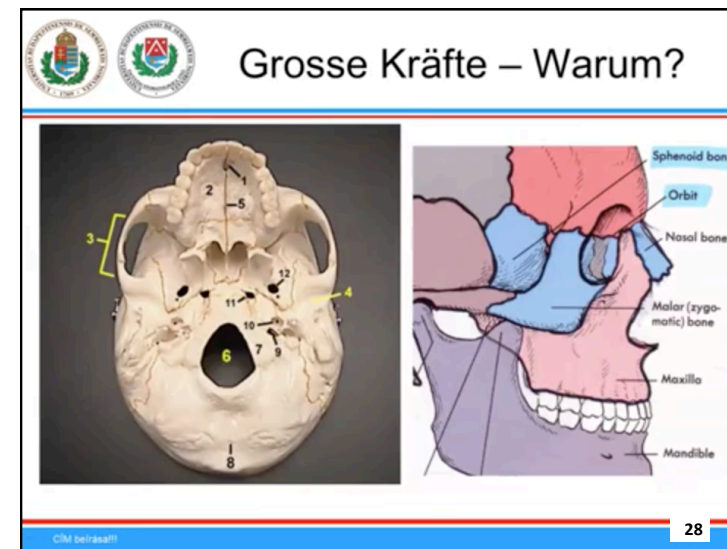 Grosse Kräfte – Warum?
1
2
5
3
12
4
11
10
6
7
9
8
Sphenoid bon
Orbit
Nasal bone
Malar (zygo-
matic) bone
Maxilla
Mandible
CÍM beírása!!!
28